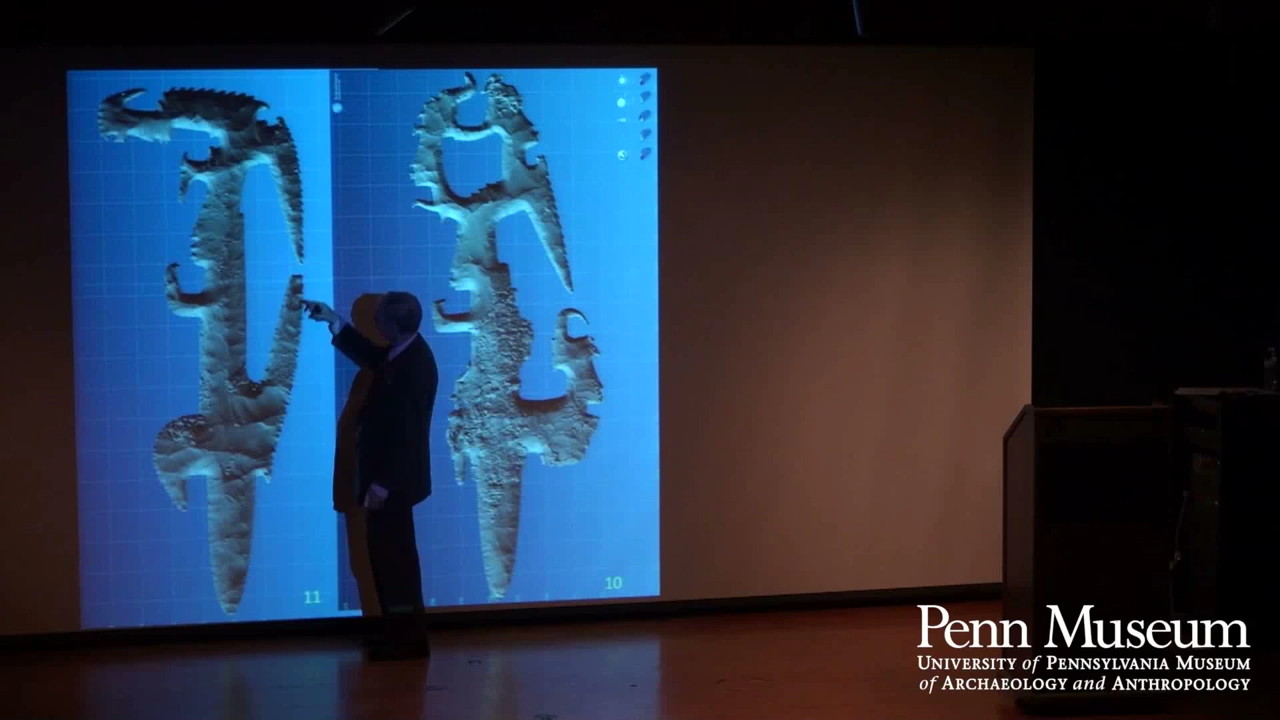 11
10
Penn Museum
UNIVERSITY of PENNSYLVANIA MUSEUM
of ARCHAEOLOGY and ANTHROPOLOGY